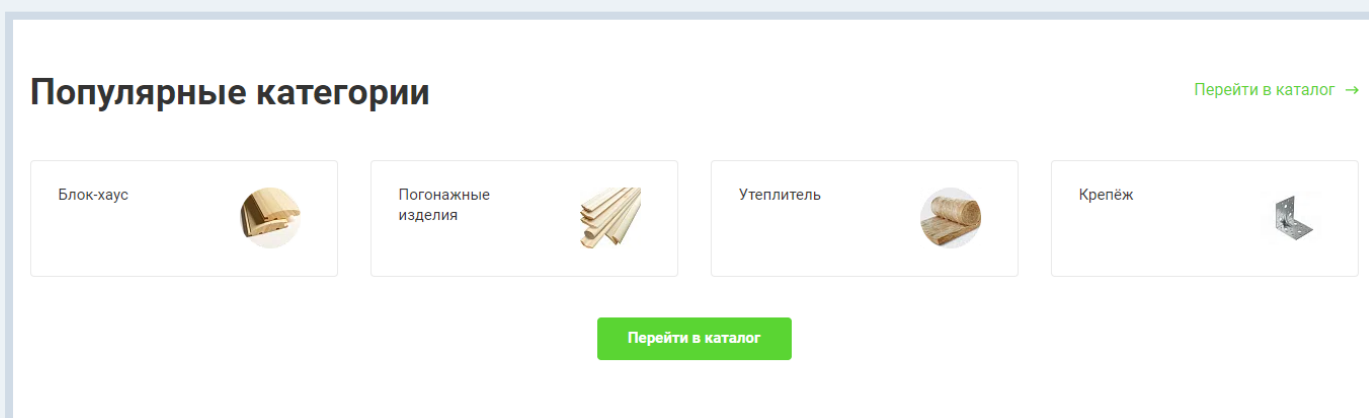 Популярные категории
Перейти в каталог →
Блок-хаус
Погонажные
изделия
Утеплитель
Крепёж
Перейти в каталог